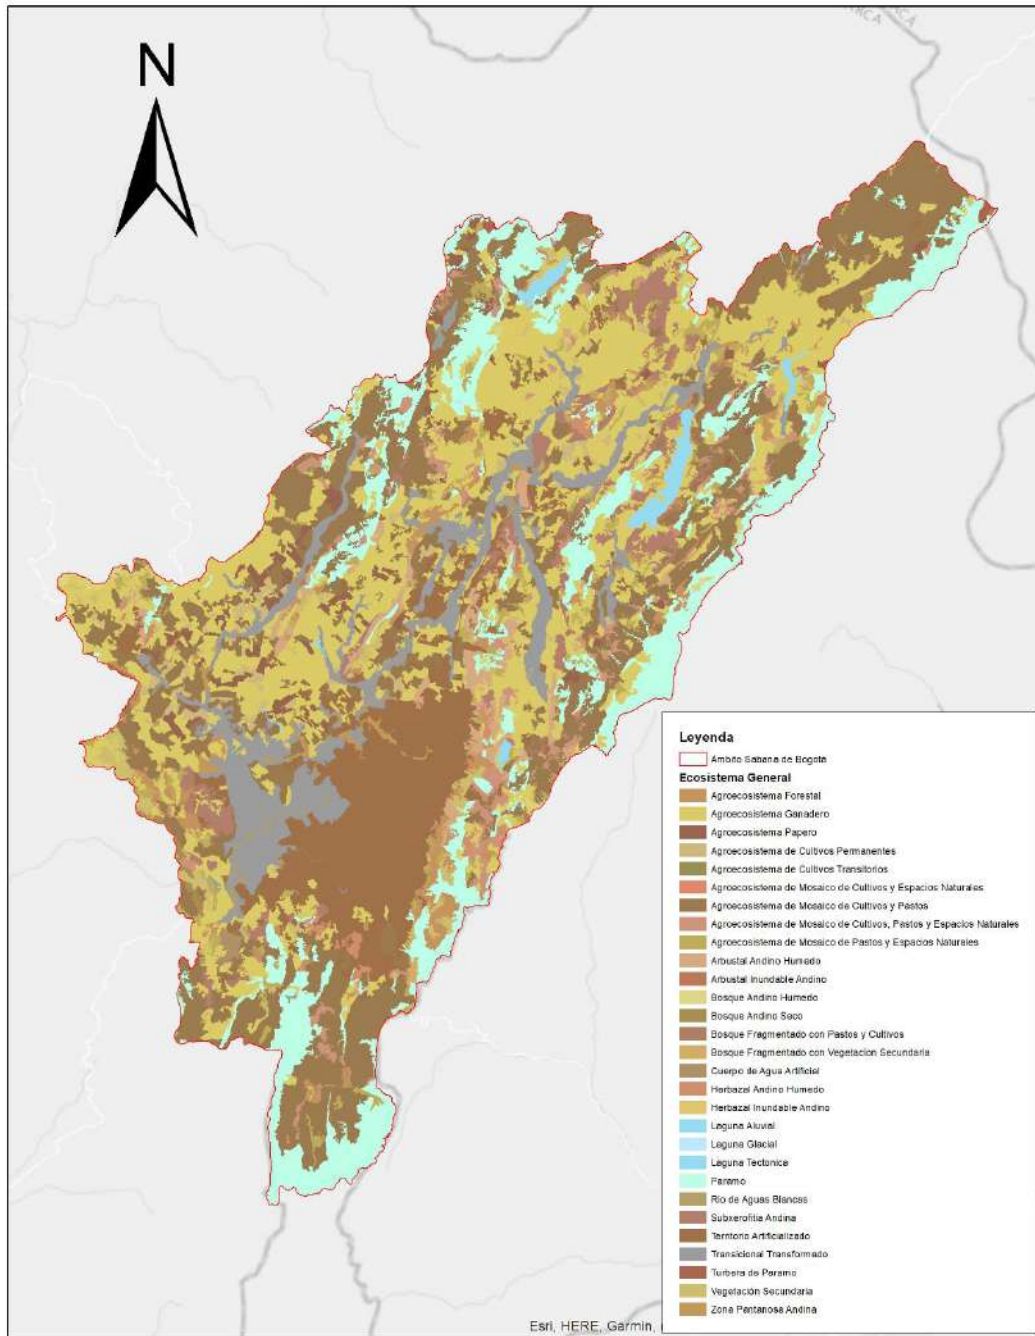 N
Leyenda
Ambito Sabana de Bogotá
Ecosistema General
Agroecosistema Forestal
Agroecosistema Ganadero
Agroecosistema Papero
Agroecosistema de Cultivos Permanentes
Agroecosistema de Cultivos Transitorios
Agroecosistema de Mosaico de Cultivos y Espacios Naturales
Agroecosistema de Mosaico de Cultivos y Pastos
Agroecosistema de Mosaico de Cultivos, Pastos y Espacios Naturales
Agroecosistema de Mosaico de Pastos y Espacios Naturales
Arbustal Andino Humedo
Arbustal Inundable Andino
Bosque Andino Humedo
Bosque Andino Seco
Bosque Fragmentado con Pastos y Cultivos
Bosque Fragmentado con Vegetacion Secundaria
Cuerpo de Agua Artificial
Herbazal Andino Humedo
Herbazal Inundable Andino
Laguna Aluvial
Laguna Glacial
Laguna Tectonica
Paramo
Rio de Aguas Blancas
Subxerofitia Andina
Territorio Artificializado
Transicional Transformado
Turbera de Paramo
Vegetación Secundaria
Zona Pantanosa Andina
Esri, HERE, Garmin,